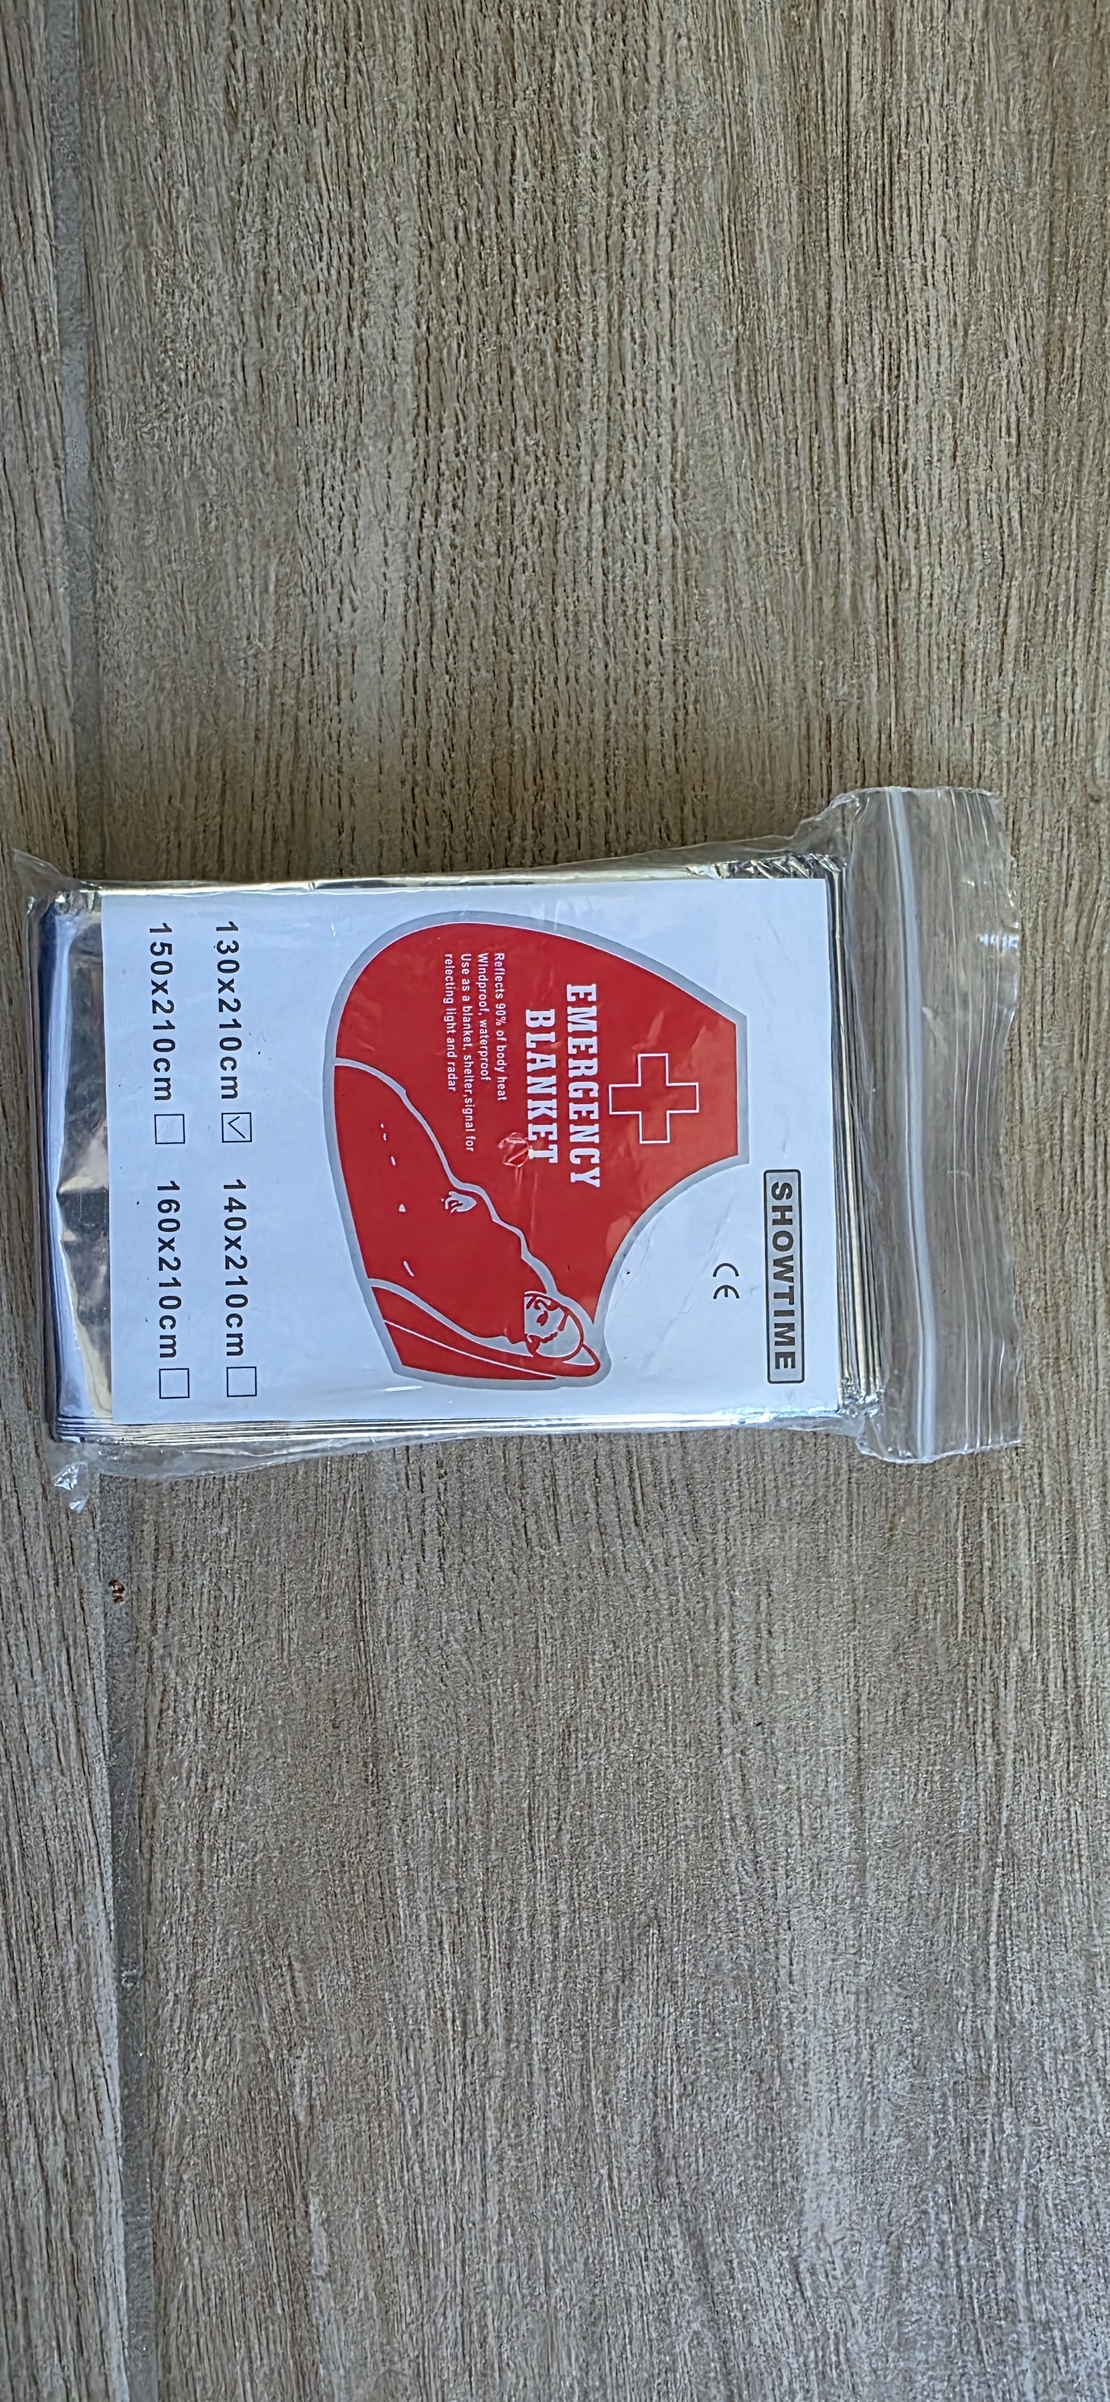 SHOWTIME
CE
EMERGENCY
BLANKET
Reflects 90% of body heat
Windproof, waterproof
Use as a blanket, shelter,signal for
relecting light and radar
130x210cm ☑ 140x210cm ☐
150x210cm ☐ 160x210cm ☐